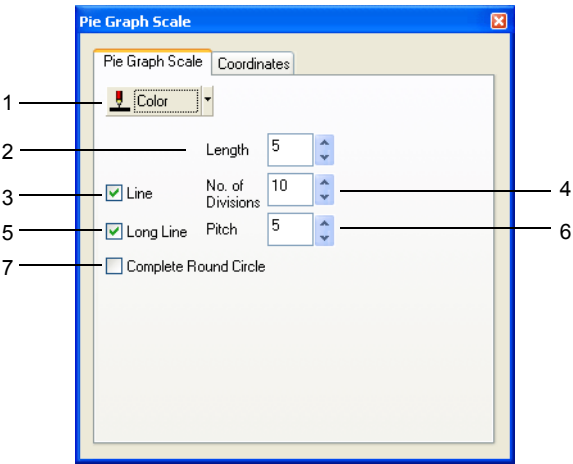 Pie Graph Scale
Pie Graph Scale Coordinates
1 Color
2 Length 5
3 Line No. of Divisions 10 4
5 Long Line Pitch 5 6
7 Complete Round Circle